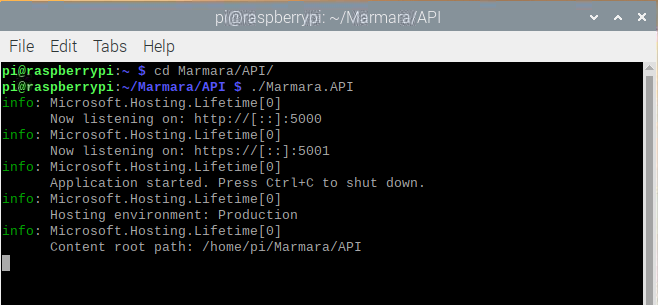 pi@raspberrypi: ~/Marmara/API
File Edit Tabs Help
pi@raspberrypi:~ $ cd Marmara/API/
pi@raspberrypi:~/Marmara/API $ ./Marmara.API
info: Microsoft.Hosting.Lifetime[0]
Now listening on: http://[::]:5000
info: Microsoft.Hosting.Lifetime[0]
Now listening on: https://[::]:5001
info: Microsoft.Hosting.Lifetime[0]
Application started. Press Ctrl+C to shut down.
info: Microsoft.Hosting.Lifetime[0]
Hosting environment: Production
info: Microsoft.Hosting.Lifetime[0]
Content root path: /home/pi/Marmara/API